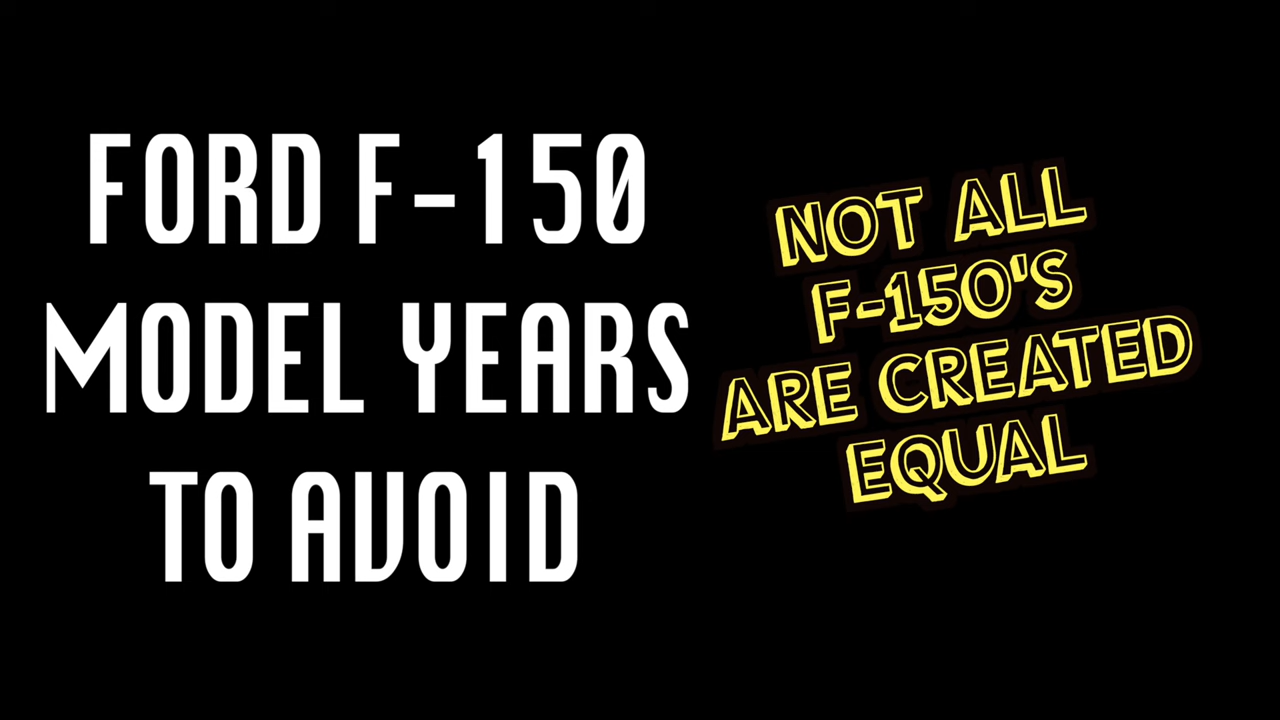 FORD F-150
MODEL YEARS
TO AVOID
NOT ALL
F-150'S
ARE CREATED
EQUAL